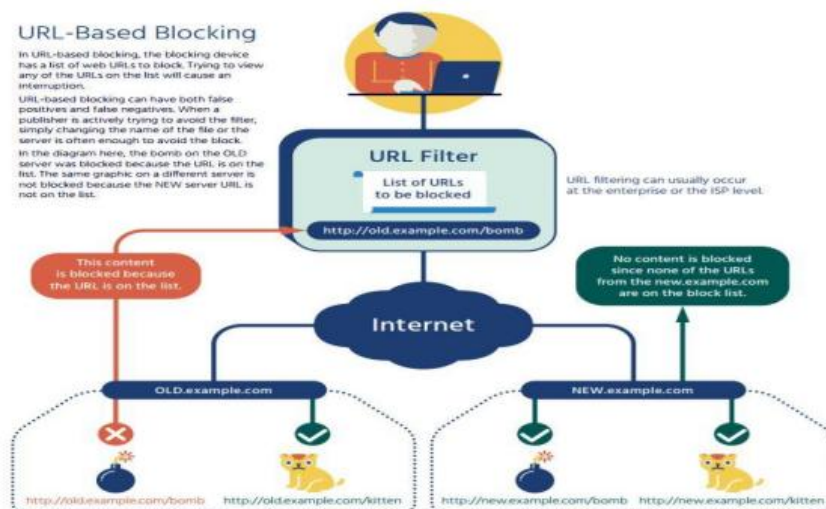 URL-Based Blocking
In URL-based blocking, the blocking device
has a list of web URLs to block. Trying to view
any of the URLs on the list will cause an
interruption.
URL-based blocking can have both false
positives and false negatives. When a
publisher is actively trying to avoid the filter,
simply changing the name of the file or the
server is often enough to avoid the block.
In the diagram here, the bomb on the OLD
server was blocked because the URL is on the
list. The same graphic on a different server is
not blocked because the NEW server URL is
not on the list.
URL Filter
List of URLs
to be blocked
http://old.example.com/bomb
URL filtering can usually occur
at the enterprise or the ISP level.
This content
is blocked because
the URL is on the list.
No content is blocked
since none of the URLs
from the new.example.com
are on the block list.
Internet
OLD.example.com
NEW.example.com
http://old.example.com/bomb
http://old.example.com/kitten
http://new.example.com/bomb
http://new.example.com/kitten